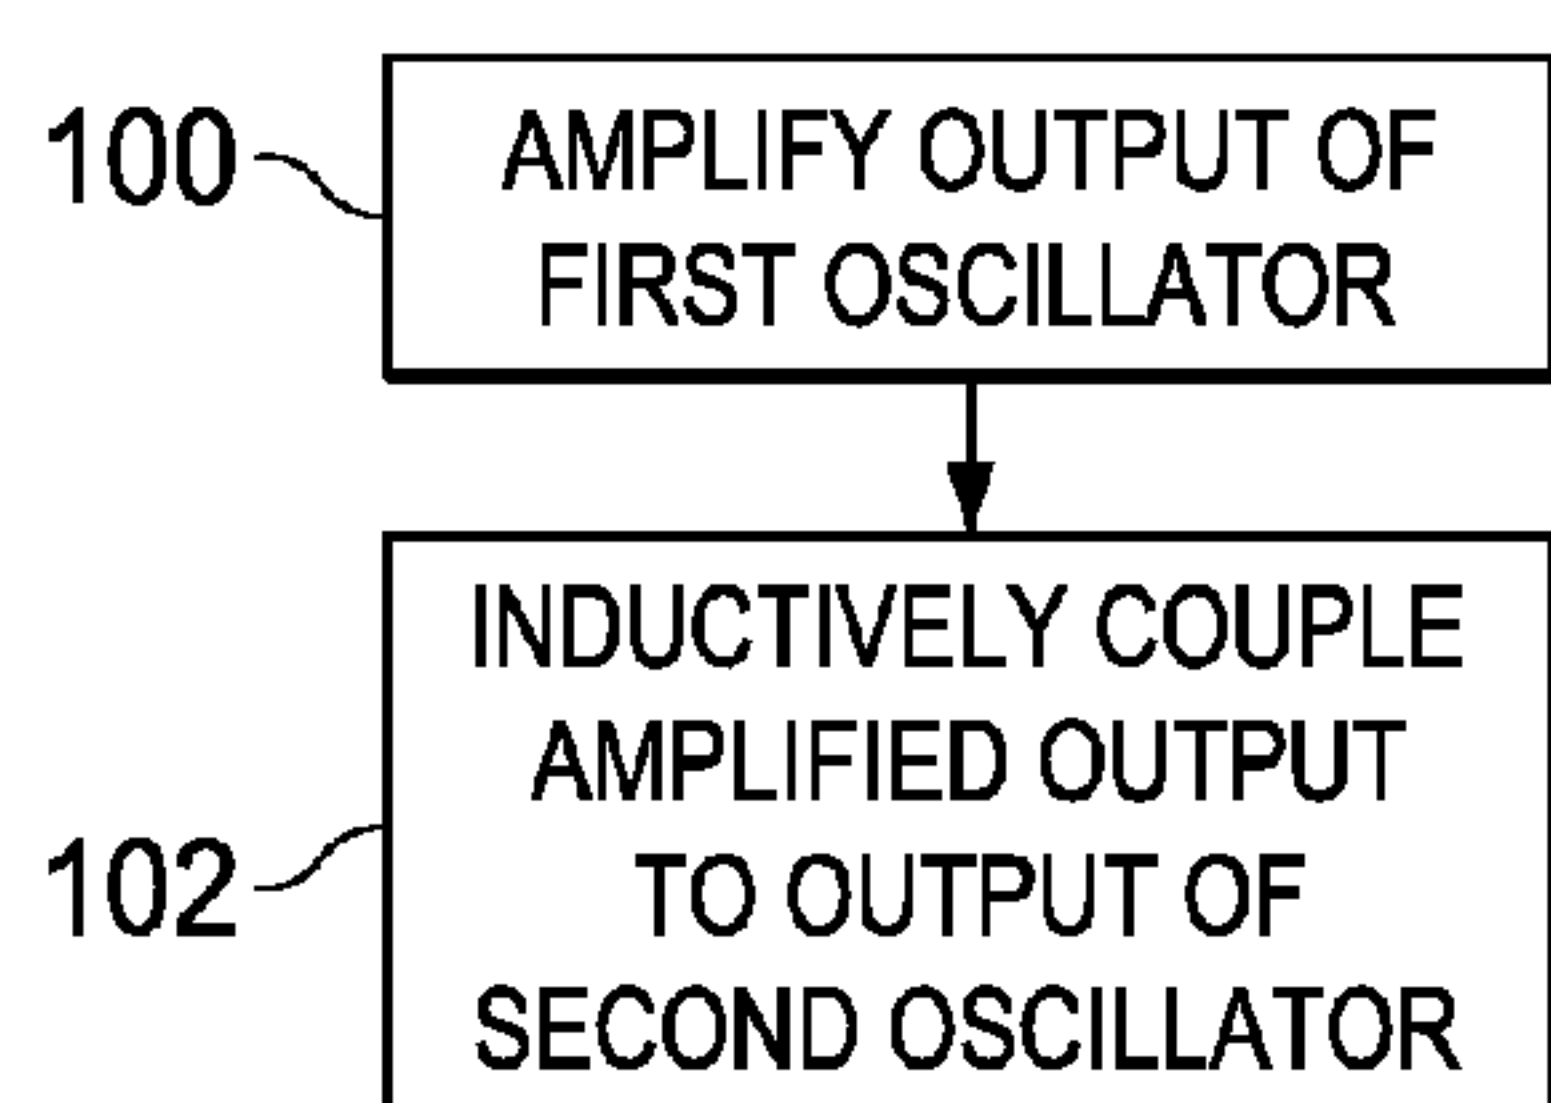 100
AMPLIFY OUTPUT OF
FIRST OSCILLATOR
102
INDUCTIVELY COUPLE
AMPLIFIED OUTPUT
TO OUTPUT OF
SECOND OSCILLATOR